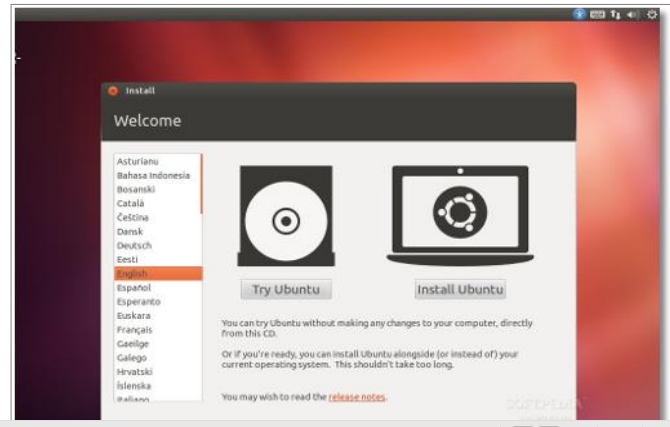 Install
Welcome
Asturianu
Bahasa Indonesia
Bosanski
Català
Čeština
Dansk
Deutsch
Eesti
English
Español
Esperanto
Euskara
Français
Gaeilge
Galego
Hrvatski
Íslenska
Italiano
Try Ubuntu
Install Ubuntu
You can try Ubuntu without making any changes to your computer, directly
from this CD.
Or if you're ready, you can install Ubuntu alongside (or instead of) your
current operating system. This shouldn't take too long.
You may wish to read the release notes.
SOFTPEDIA